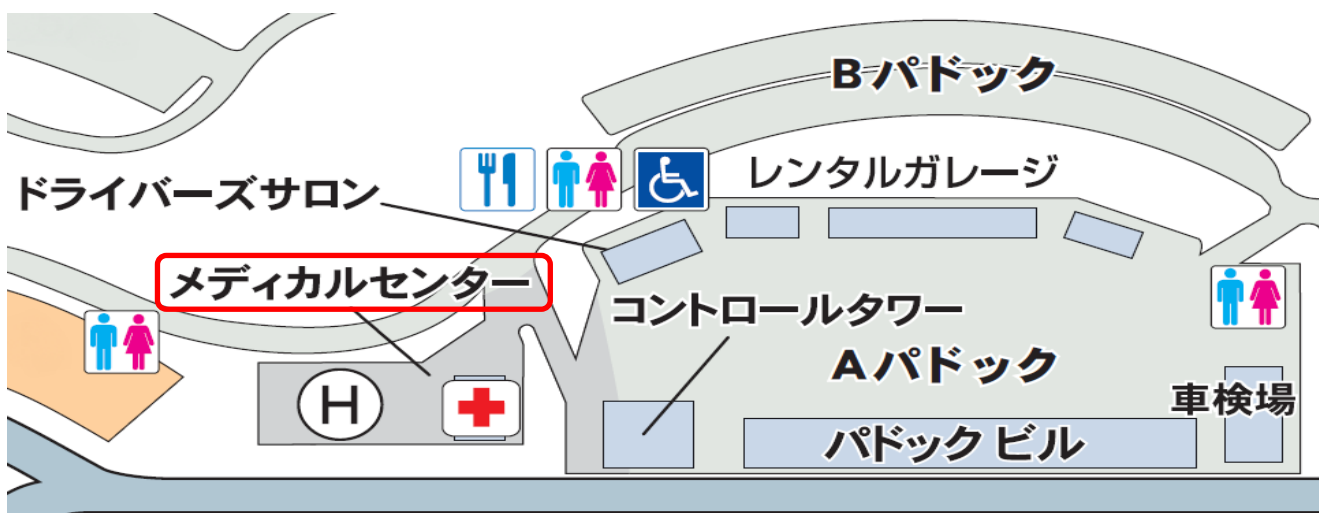 Bパドック
レンタルガレージ
ドライバーズサロン
メディカルセンター
コントロールタワー
Aパドック
車検場
H
パドックビル